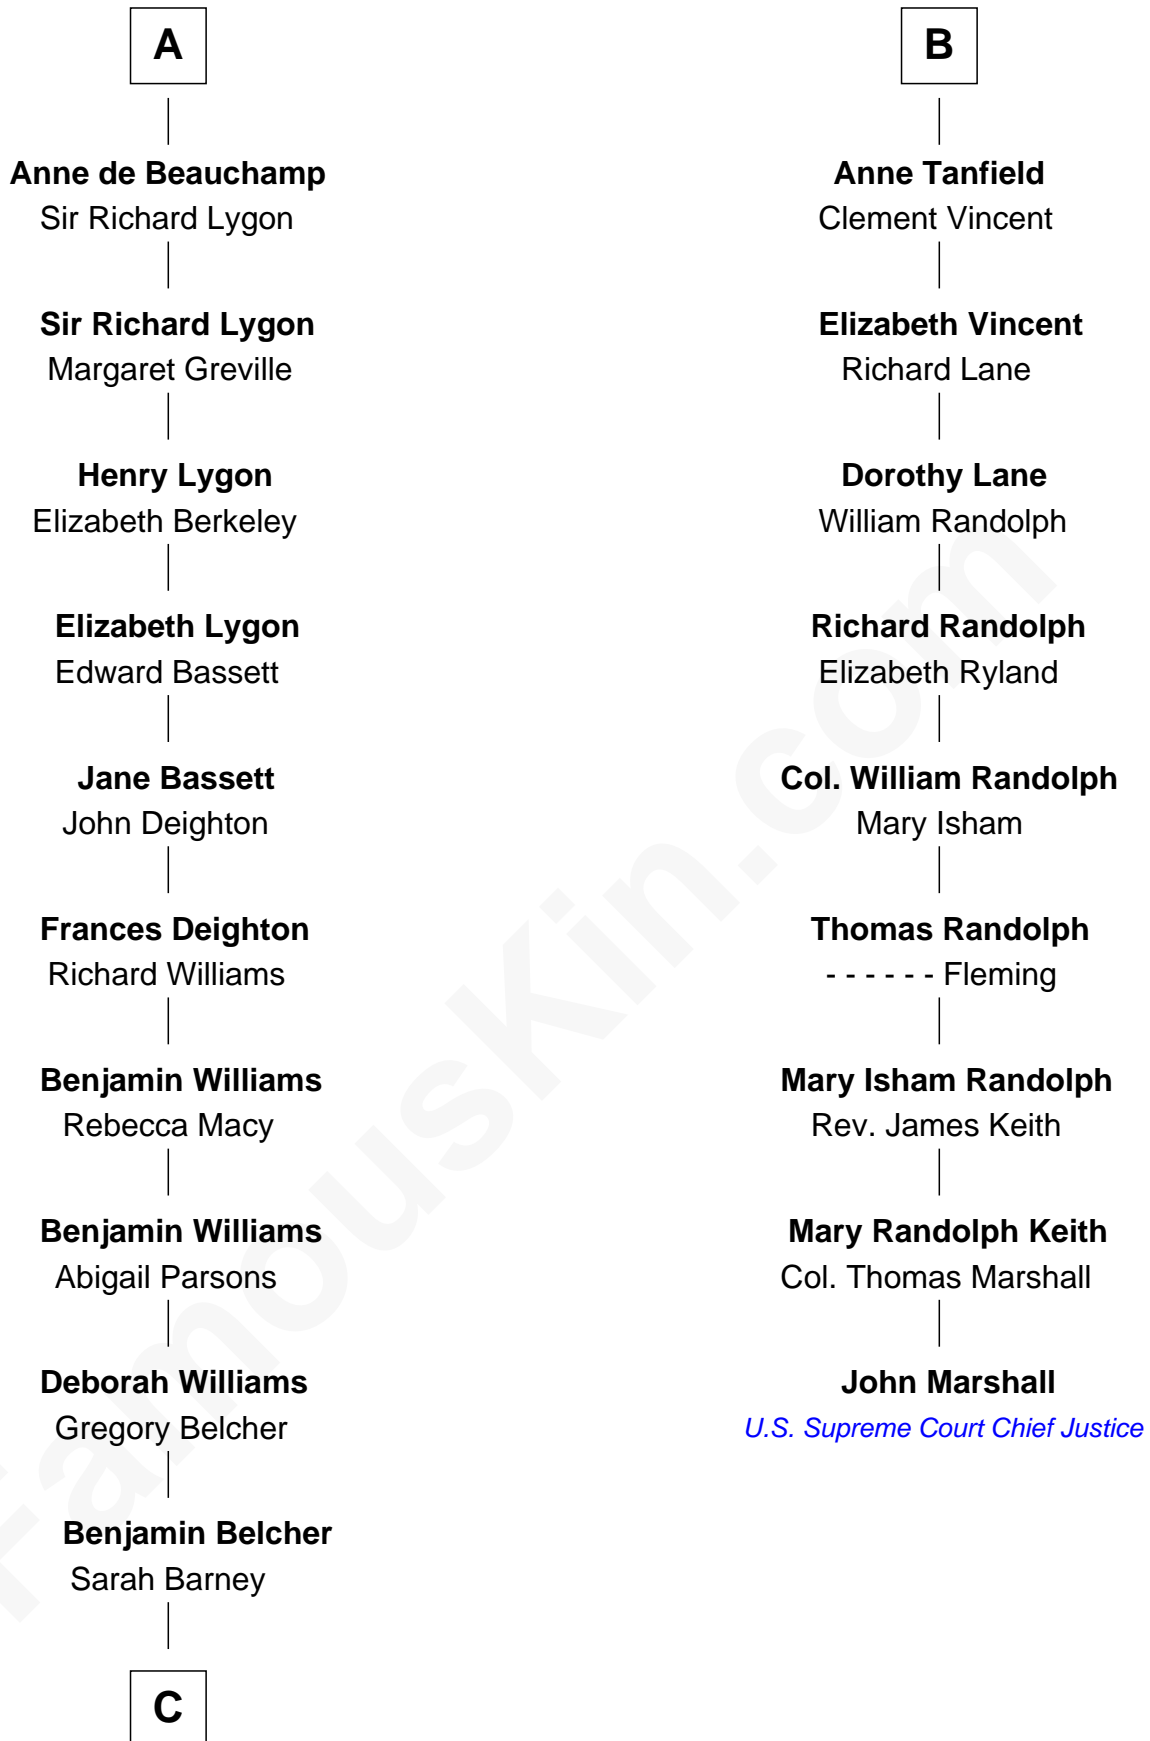 A
Anne de Beauchamp
Sir Richard Lygon
Sir Richard Lygon
Margaret Greville
Henry Lygon
Elizabeth Berkeley
Elizabeth Lygon
Edward Bassett
Jane Bassett
John Deighton
Frances Deighton
Richard Williams
Benjamin Williams
Rebecca Macy
Benjamin Williams
Abigail Parsons
Deborah Williams
Gregory Belcher
Benjamin Belcher
Sarah Barney
C
B
Anne Tanfield
Clement Vincent
Elizabeth Vincent
Richard Lane
Dorothy Lane
William Randolph
Richard Randolph
Elizabeth Ryland
Col. William Randolph
Mary Isham
Thomas Randolph
- - - - - - Fleming
Mary Isham Randolph
Rev. James Keith
Mary Randolph Keith
Col. Thomas Marshall
John Marshall
U.S. Supreme Court Chief Justice
FamousKin.com